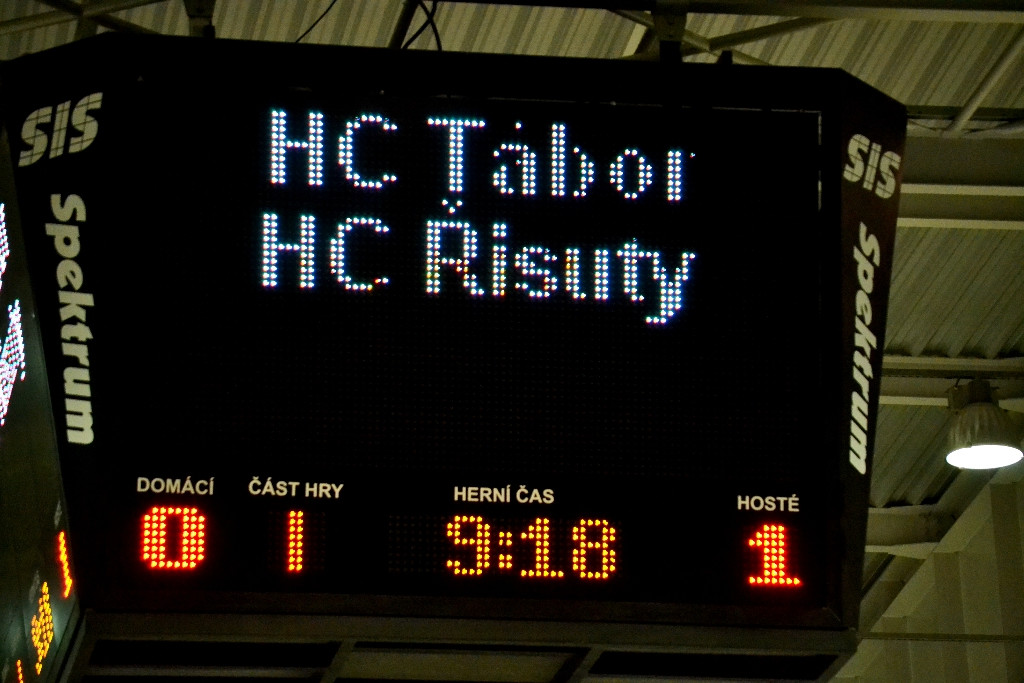 SIS
Spektrum
HC Tábor
HC Řisuty
SIS
Spektrum
DOMÁCÍ ČÁST HRY HERNÍ ČAS HOSTÉ
0 1 9:18 1